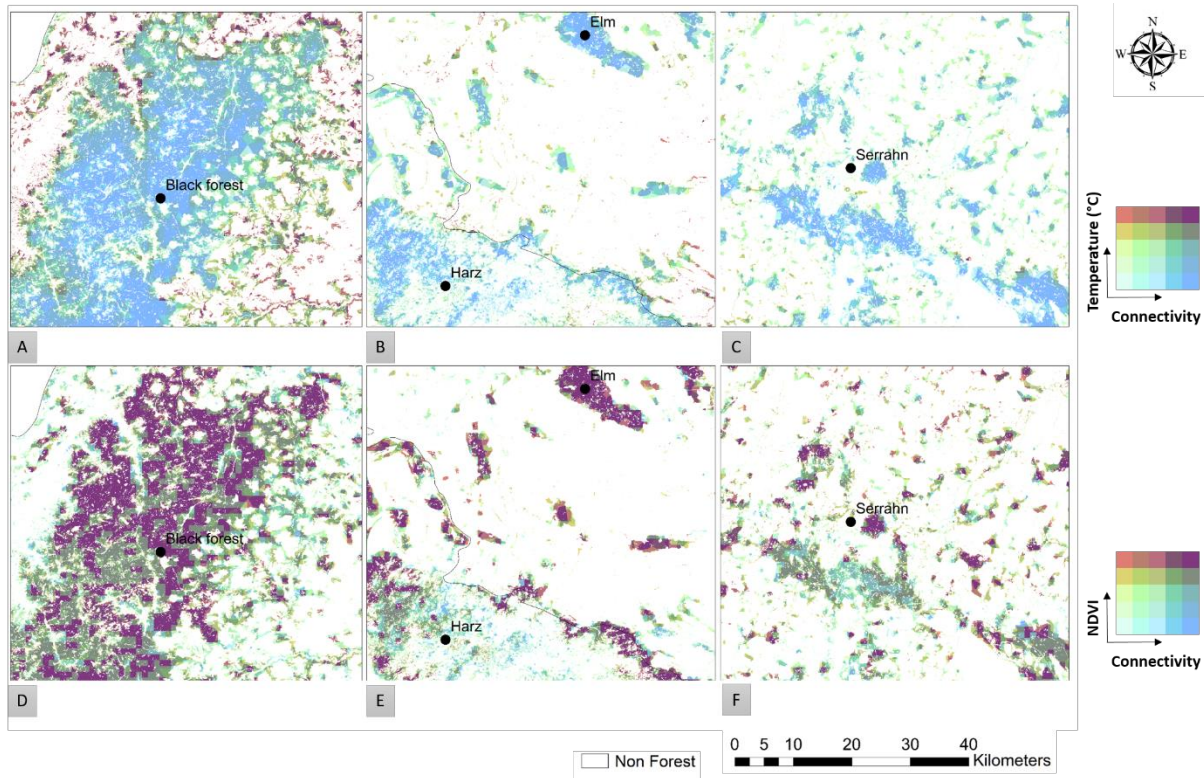 Elm
N
W E
S
Serrahn
Black forest
Harz
Temperature (°C)
Connectivity
A
B
C
Elm
Serrahn
Black forest
Harz
NDVI
Connectivity
D
E
F
Non Forest
0 5 10 20 30 40
Kilometers